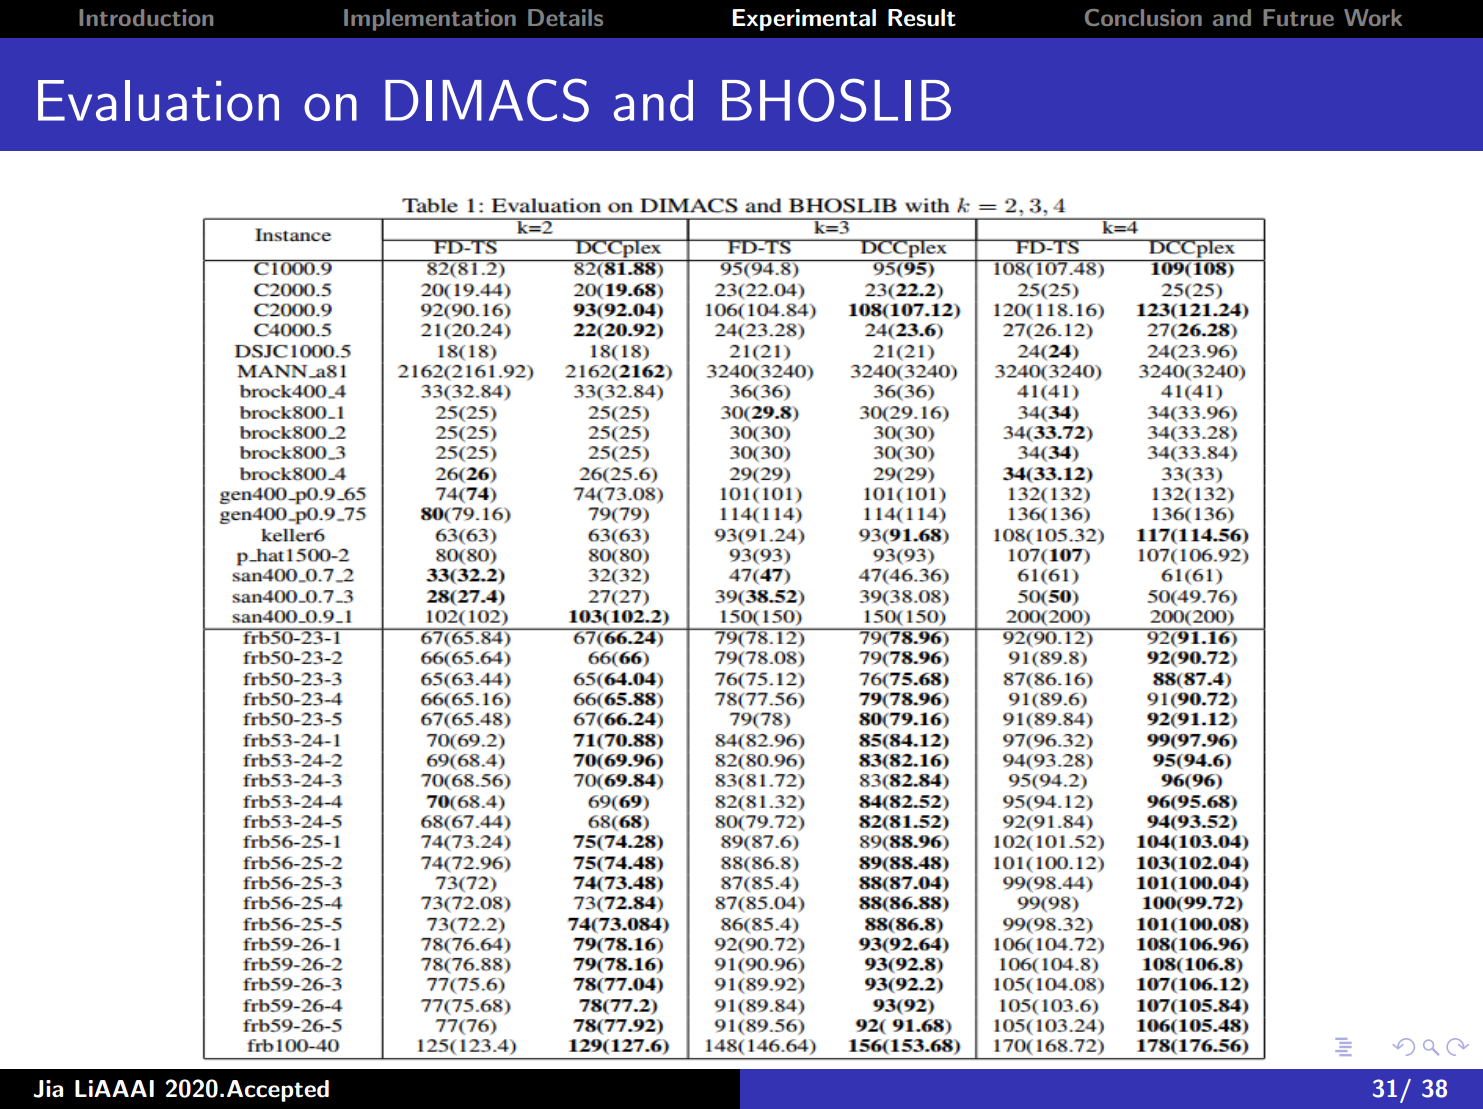 Introduction Implementation Details Experimental Result Conclusion and Futrue Work
Evaluation on DIMACS and BHOSLIB
Table 1: Evaluation on DIMACS and BHOSLIB with k = 2, 3, 4
Instance k=2 k=3 k=4
FD-TS DCCplex FD-TS DCCplex FD-TS DCCplex
C1000.9 82(81.2) 82(81.88) 95(94.8) 95(95) 108(107.48) 109(108)
C2000.5 20(19.44) 20(19.68) 23(22.04) 23(22.2) 25(25) 25(25)
C2000.9 92(90.16) 93(92.04) 106(104.84) 108(107.12) 120(118.16) 123(121.24)
C4000.5 21(20.24) 22(20.92) 24(23.28) 24(23.6) 27(26.12) 27(26.28)
DSJC1000.5 18(18) 18(18) 21(21) 21(21) 24(24) 24(23.96)
MANN_a81 2162(2161.92) 2162(2162) 3240(3240) 3240(3240) 3240(3240) 3240(3240)
brock400_4 33(32.84) 33(32.84) 36(36) 36(36) 41(41) 41(41)
brock800_1 25(25) 25(25) 30(29.8) 30(29.16) 34(34) 34(33.96)
brock800_2 25(25) 25(25) 30(30) 30(30) 34(33.72) 34(33.28)
brock800_3 25(25) 25(25) 30(30) 30(30) 34(34) 34(33.84)
brock800_4 26(26) 26(25.6) 29(29) 29(29) 34(33.12) 33(33)
gen400_p0.9_65 74(74) 74(73.08) 101(101) 101(101) 132(132) 132(132)
gen400_p0.9_75 80(79.16) 79(79) 114(114) 114(114) 136(136) 136(136)
keller6 63(63) 63(63) 93(91.24) 93(91.68) 108(105.32) 117(114.56)
p_hat1500-2 80(80) 80(80) 93(93) 93(93) 107(107) 107(106.92)
san400_0.7_2 33(32.2) 32(32) 47(47) 47(46.36) 61(61) 61(61)
san400_0.7_3 28(27.4) 27(27) 39(38.52) 39(38.08) 50(50) 50(49.76)
san400_0.9_1 102(102) 103(102.2) 150(150) 150(150) 200(200) 200(200)
frb50-23-1 67(65.84) 67(66.24) 79(78.12) 79(78.96) 92(90.12) 92(91.16)
frb50-23-2 66(65.64) 66(66) 79(78.08) 79(78.96) 91(89.8) 92(90.72)
frb50-23-3 65(63.44) 65(64.04) 76(75.12) 76(75.68) 87(86.16) 88(87.4)
frb50-23-4 66(65.16) 66(65.88) 78(77.56) 79(78.96) 91(89.6) 91(90.72)
frb50-23-5 67(65.48) 67(66.24) 79(78) 80(79.16) 91(89.84) 92(91.12)
frb53-24-1 70(69.2) 71(70.88) 84(82.96) 85(84.12) 97(96.32) 99(97.96)
frb53-24-2 69(68.4) 70(69.96) 82(80.96) 83(82.16) 94(93.28) 95(94.6)
frb53-24-3 70(68.56) 70(69.84) 83(81.72) 83(82.84) 95(94.2) 96(96)
frb53-24-4 70(68.4) 69(69) 82(81.32) 84(82.52) 95(94.12) 96(95.68)
frb53-24-5 68(67.44) 68(68) 80(79.72) 82(81.52) 92(91.84) 94(93.52)
frb56-25-1 74(73.24) 75(74.28) 89(87.6) 89(88.96) 102(101.52) 104(103.04)
frb56-25-2 74(72.96) 75(74.48) 88(86.8) 89(88.48) 101(100.12) 103(102.04)
frb56-25-3 73(72) 74(73.48) 87(85.4) 88(87.04) 99(98.44) 101(100.04)
frb56-25-4 73(72.08) 73(72.84) 87(85.04) 88(86.88) 99(98) 100(99.72)
frb56-25-5 73(72.2) 74(73.084) 86(85.4) 88(86.8) 99(98.32) 101(100.08)
frb59-26-1 78(76.64) 79(78.16) 92(90.72) 93(92.64) 106(104.72) 108(106.96)
frb59-26-2 78(76.88) 79(78.16) 91(90.96) 93(92.8) 106(104.8) 108(106.8)
frb59-26-3 77(75.6) 78(77.04) 91(89.92) 93(92.2) 105(104.08) 107(106.12)
frb59-26-4 77(75.68) 78(77.2) 91(89.84) 93(92) 105(103.6) 107(105.84)
frb59-26-5 77(76) 78(77.92) 91(89.56) 92( 91.68) 105(103.24) 106(105.48)
frb100-40 125(123.4) 129(127.6) 148(146.64) 156(153.68) 170(168.72) 178(176.56)
Jia LiAAAI 2020.Accepted 31/ 38